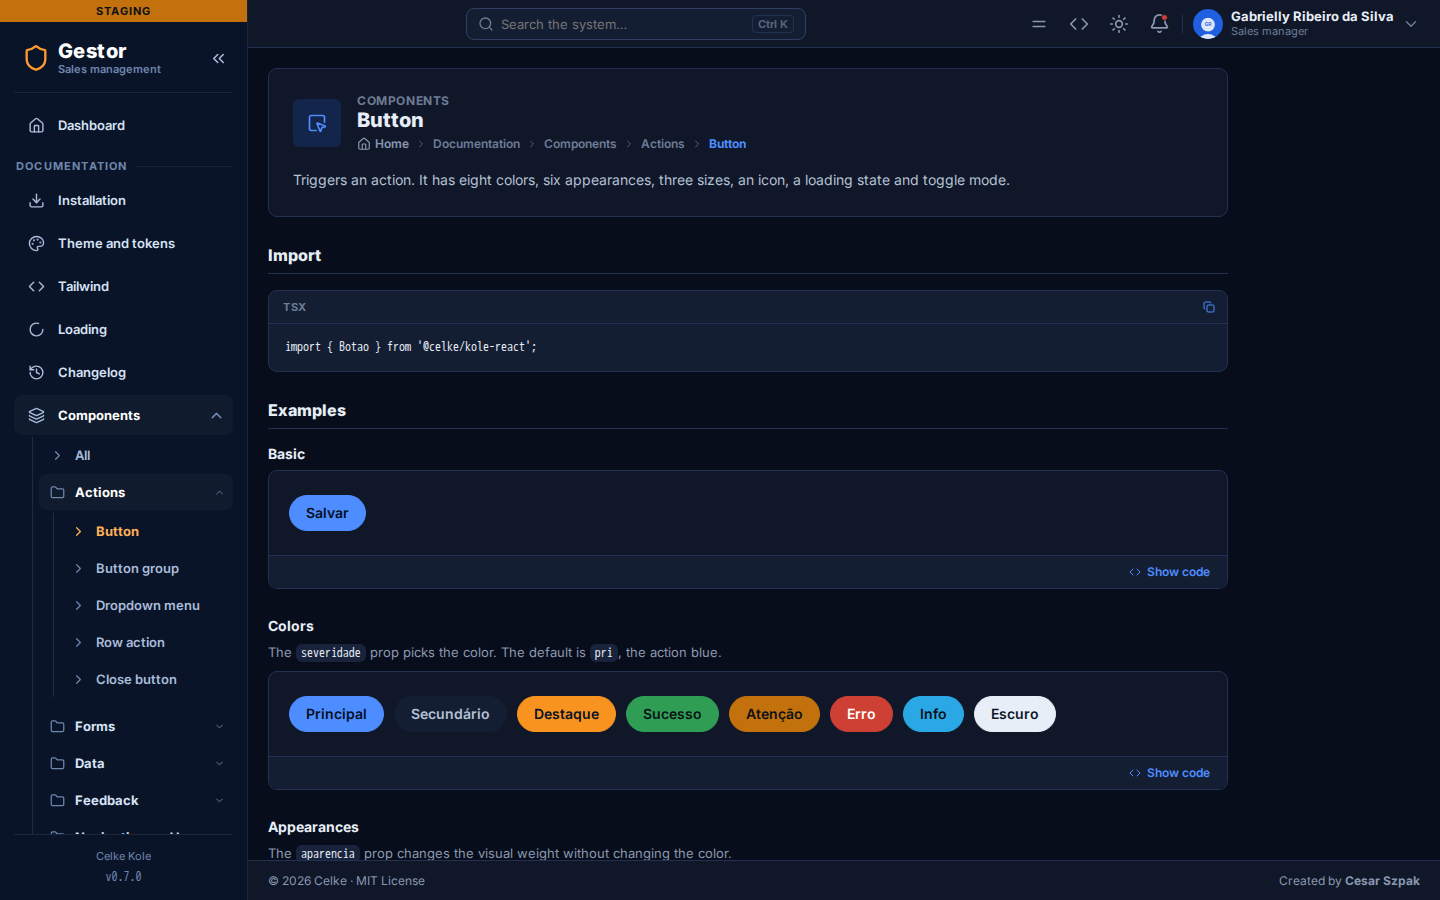 STAGING
Gestor
Sales management
Dashboard
DOCUMENTATION
Installation
Theme and tokens
Tailwind
Loading
Changelog
Components
All
Actions
Button
Button group
Dropdown menu
Row action
Close button
Forms
Data
Feedback
Celke Kole
v0.7.0
Search the system...
Ctrl K
GR
Gabrielly Ribeiro da Silva
Sales manager
COMPONENTS
Button
Home
Documentation
Components
Actions
Button
Triggers an action. It has eight colors, six appearances, three sizes, an icon, a loading state and toggle mode.
Import
TSX
import { Botao } from '@celke/kole-react';
Examples
Basic
Salvar
Show code
Colors
The severidade prop picks the color. The default is pri, the action blue.
Principal
Secundário
Destaque
Sucesso
Atenção
Erro
Info
Escuro
Show code
Appearances
The aparencia prop changes the visual weight without changing the color.
© 2026 Celke · MIT License
Created by Cesar Szpak